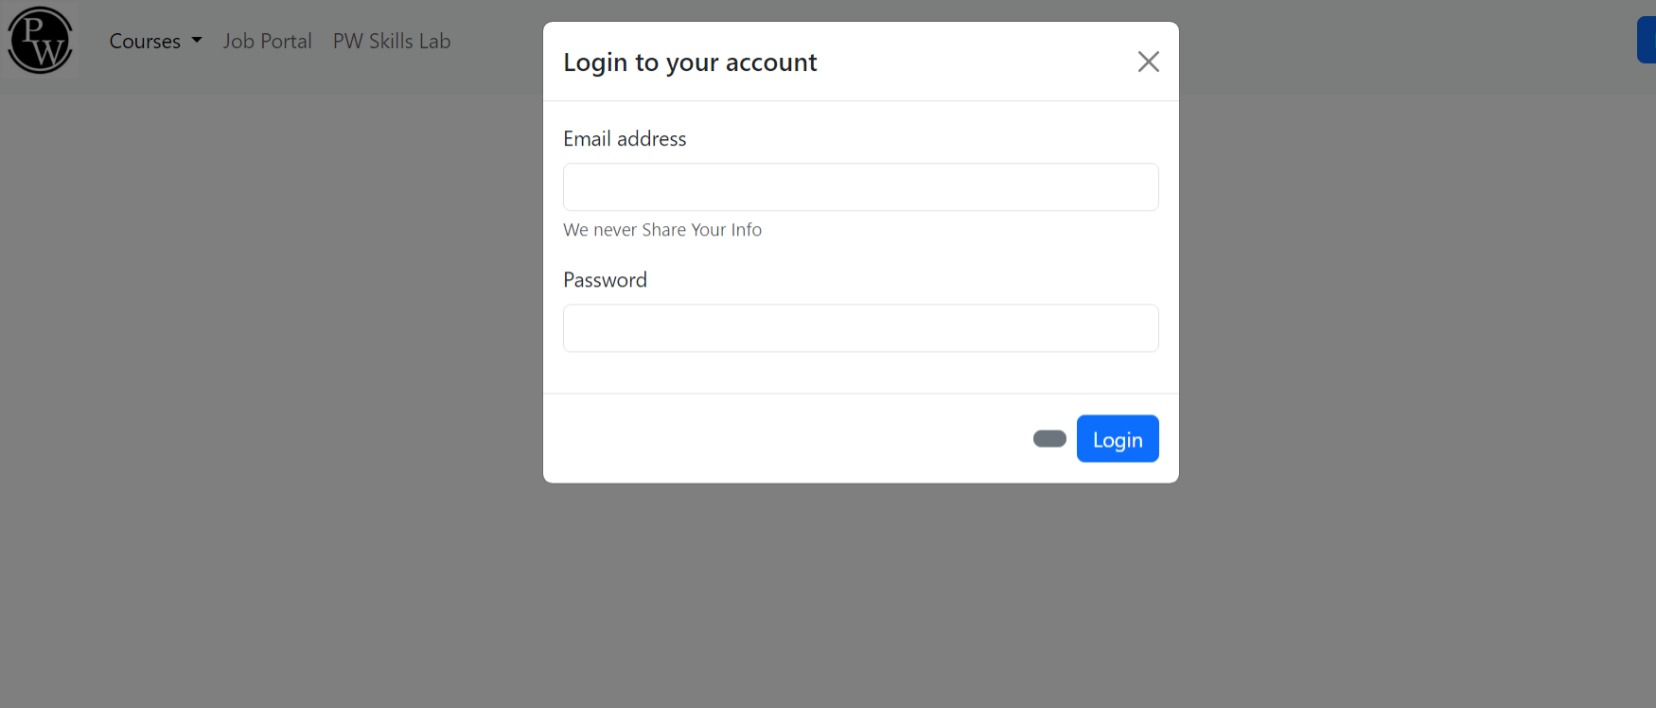 PW
Courses Job Portal PW Skills Lab
Login to your account
Email address
We never Share Your Info
Password
Login